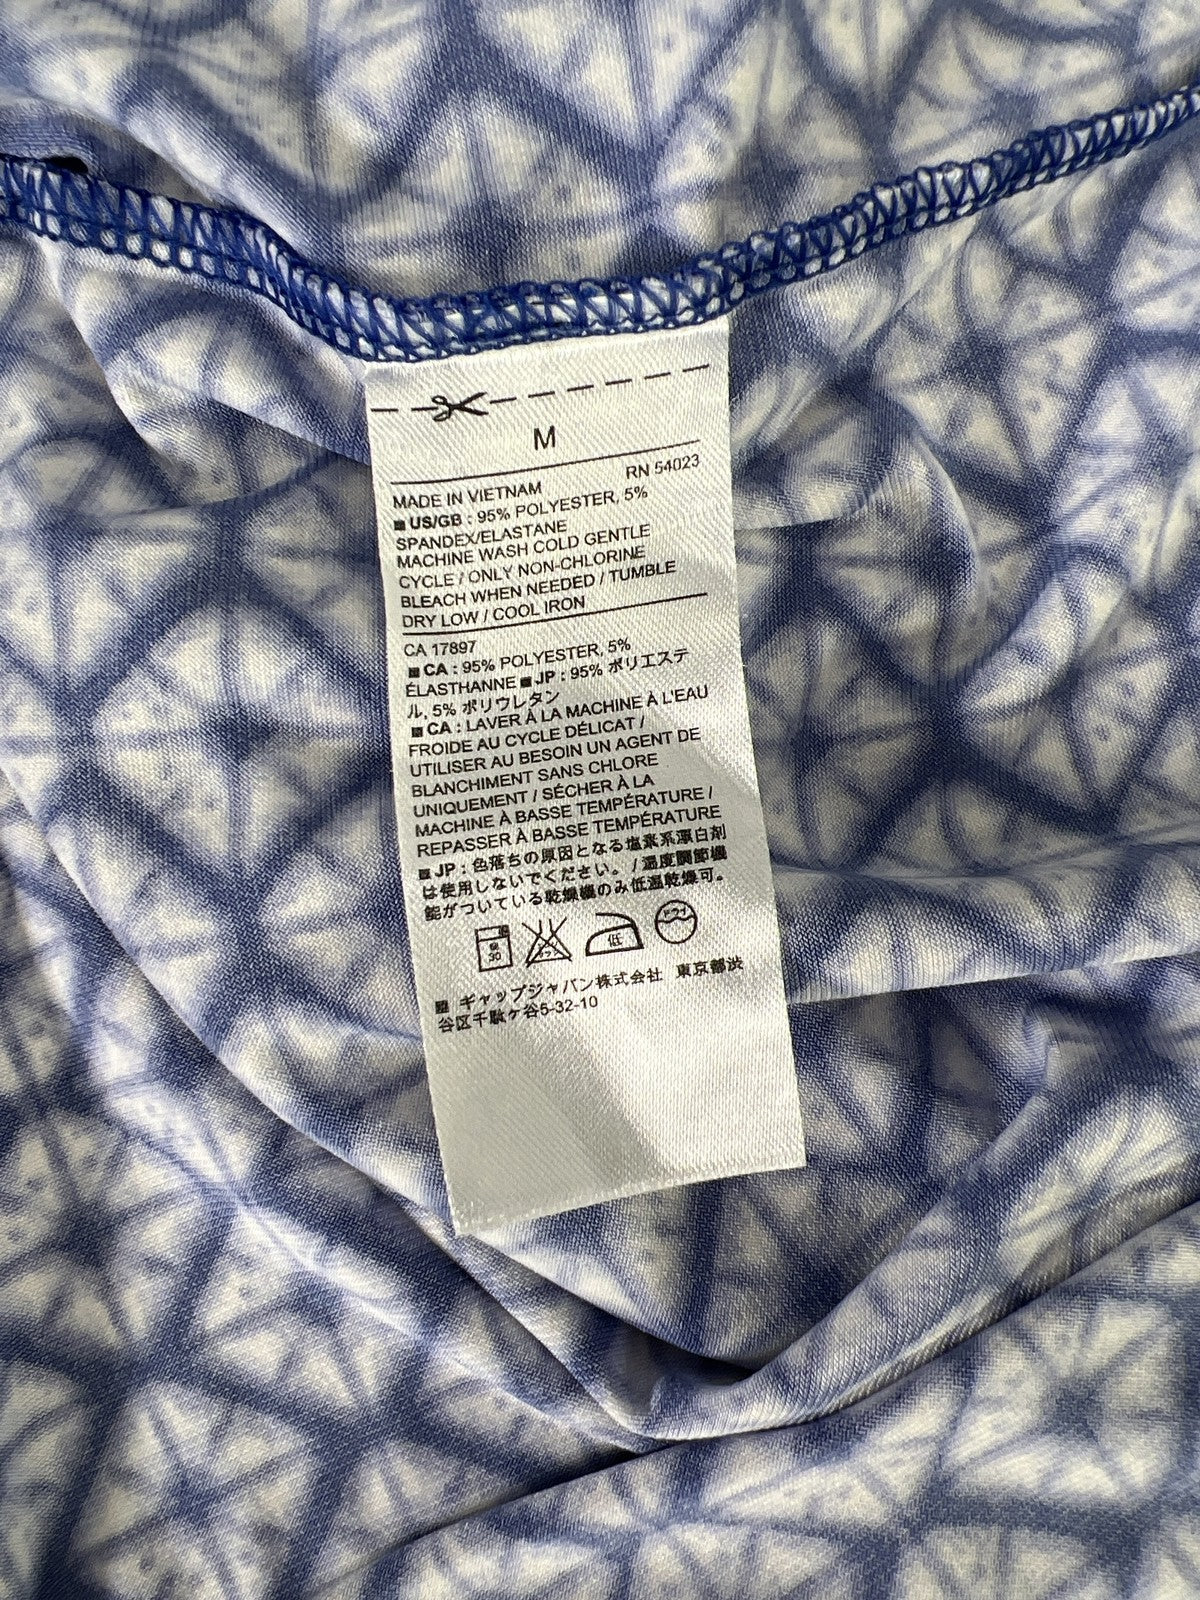 M
RN 54023
MADE IN VIETNAM
■ US/GB : 95% POLYESTER, 5%
SPANDEX/ELASTANE
MACHINE WASH COLD GENTLE
CYCLE / ONLY NON-CHLORINE
BLEACH WHEN NEEDED / TUMBLE
DRY LOW / COOL IRON
CA 17897
■ CA : 95% POLYESTER, 5%
ÉLASTHANNE ■ JP : 95% ポリエステ
ル, 5% ポリウレタン
■ CA : LAVER À LA MACHINE À L'EAU
FROIDE AU CYCLE DÉLICAT /
UTILISER AU BESOIN UN AGENT DE
BLANCHIMENT SANS CHLORE
UNIQUEMENT / SÉCHER À LA
MACHINE À BASSE TEMPÉRATURE /
REPASSER À BASSE TEMPÉRATURE
■ JP : 色落ちの原因となる塩素系漂白剤
は使用しないでください。 / 温度調節機
能がついている乾燥機のみ低温乾燥可。
30 低 ドライ
■ ギャップジャパン株式会社 東京都渋
谷区千駄ケ谷5-32-10